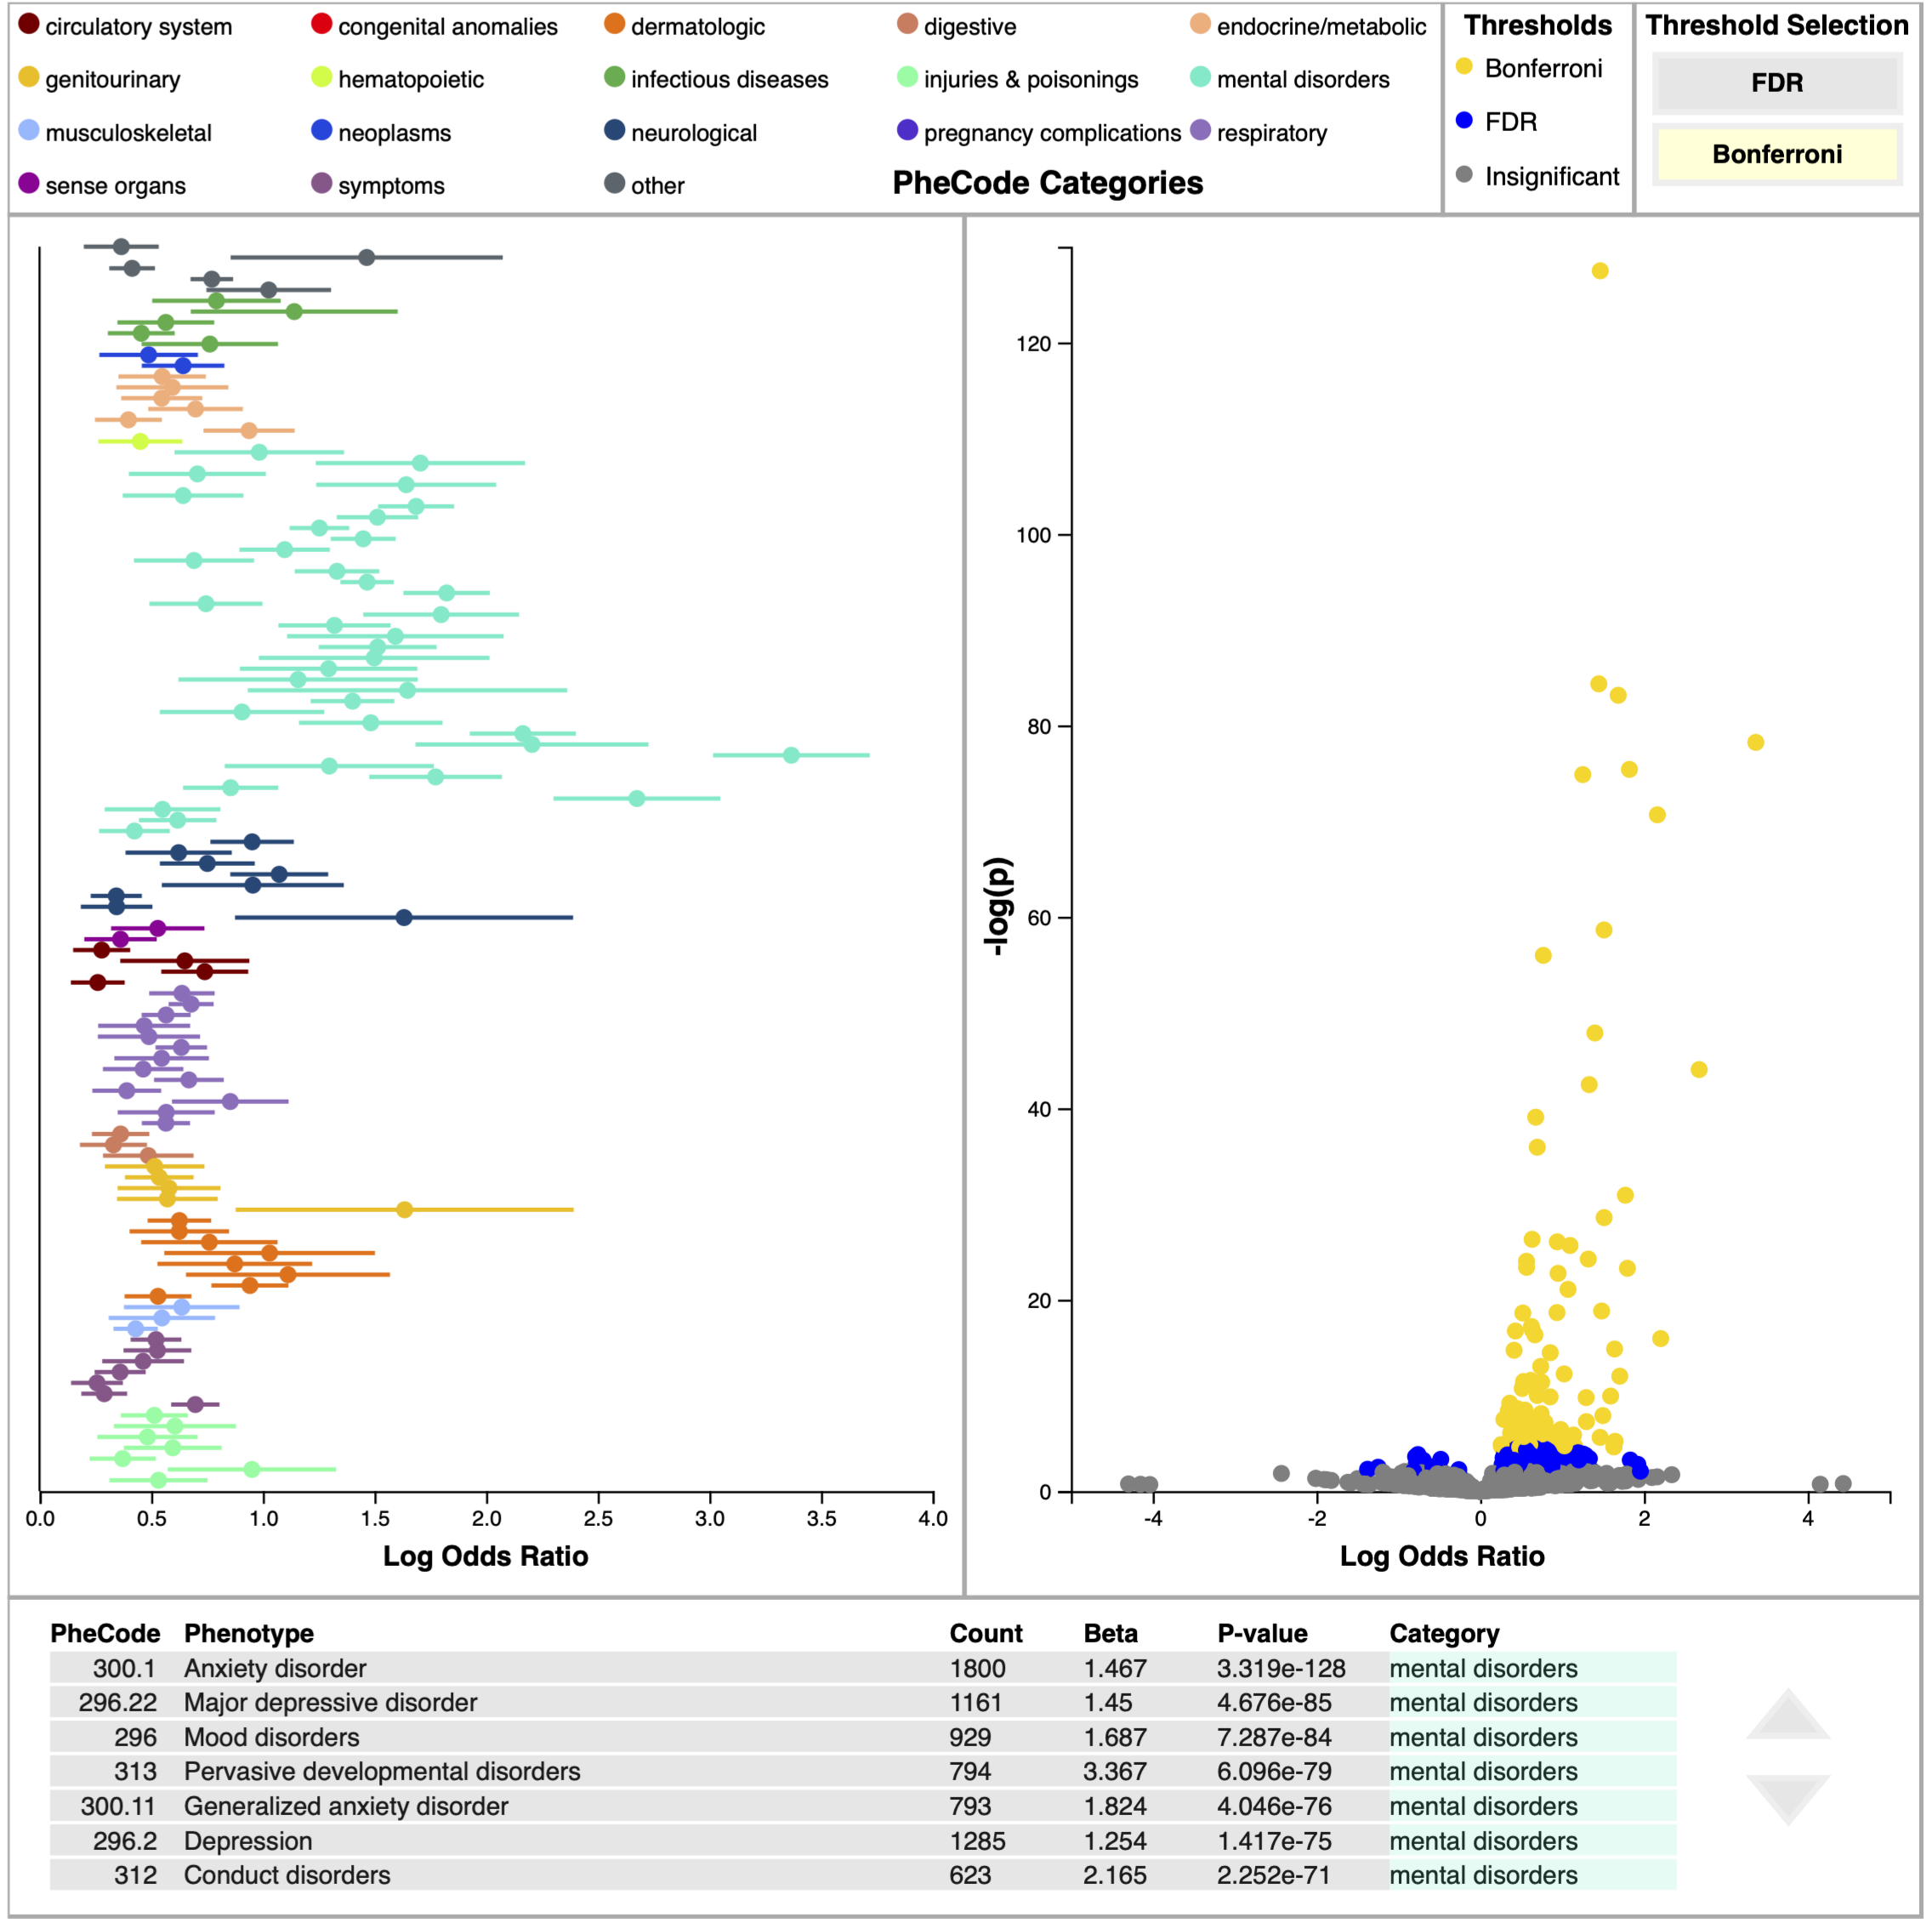 circulatory system congenital anomalies dermatologic digestive endocrine/metabolic
genitourinary hematopoietic infectious diseases injuries & poisonings mental disorders
musculoskeletal neoplasms neurological pregnancy complications respiratory
sense organs symptoms other PheCode Categories
Thresholds
Bonferroni
FDR
Insignificant
Threshold Selection
FDR
Bonferroni
0.0 0.5 1.0 1.5 2.0 2.5 3.0 3.5 4.0
Log Odds Ratio
120
100
80
60
40
20
0
-log(p)
-4 -2 0 2 4
Log Odds Ratio
PheCode Phenotype Count Beta P-value Category
300.1 Anxiety disorder 1800 1.467 3.319e-128 mental disorders
296.22 Major depressive disorder 1161 1.45 4.676e-85 mental disorders
296 Mood disorders 929 1.687 7.287e-84 mental disorders
313 Pervasive developmental disorders 794 3.367 6.096e-79 mental disorders
300.11 Generalized anxiety disorder 793 1.824 4.046e-76 mental disorders
296.2 Depression 1285 1.254 1.417e-75 mental disorders
312 Conduct disorders 623 2.165 2.252e-71 mental disorders